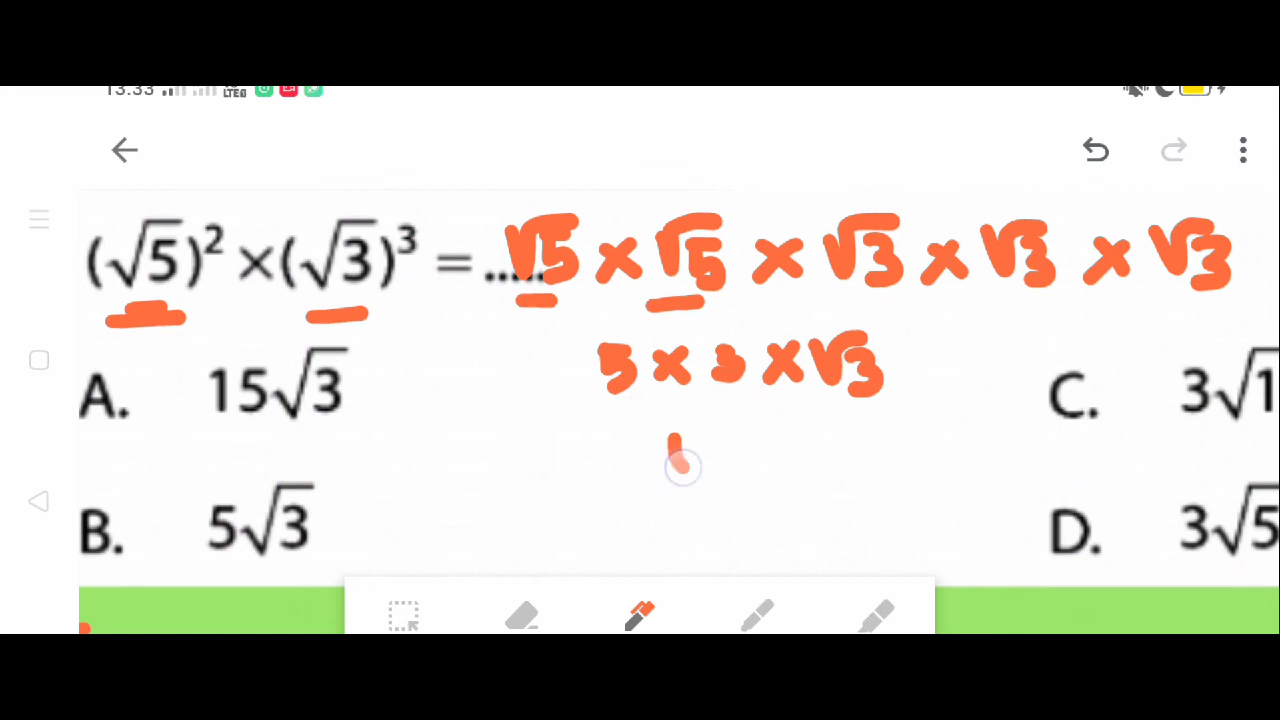 13.33 LTE
(√5)² × (√3)³ = ..... √5 × √5 × √3 × √3 × √3
5 × 3 × √3
A. 15√3
C. 3√1
B. 5√3
D. 3√5